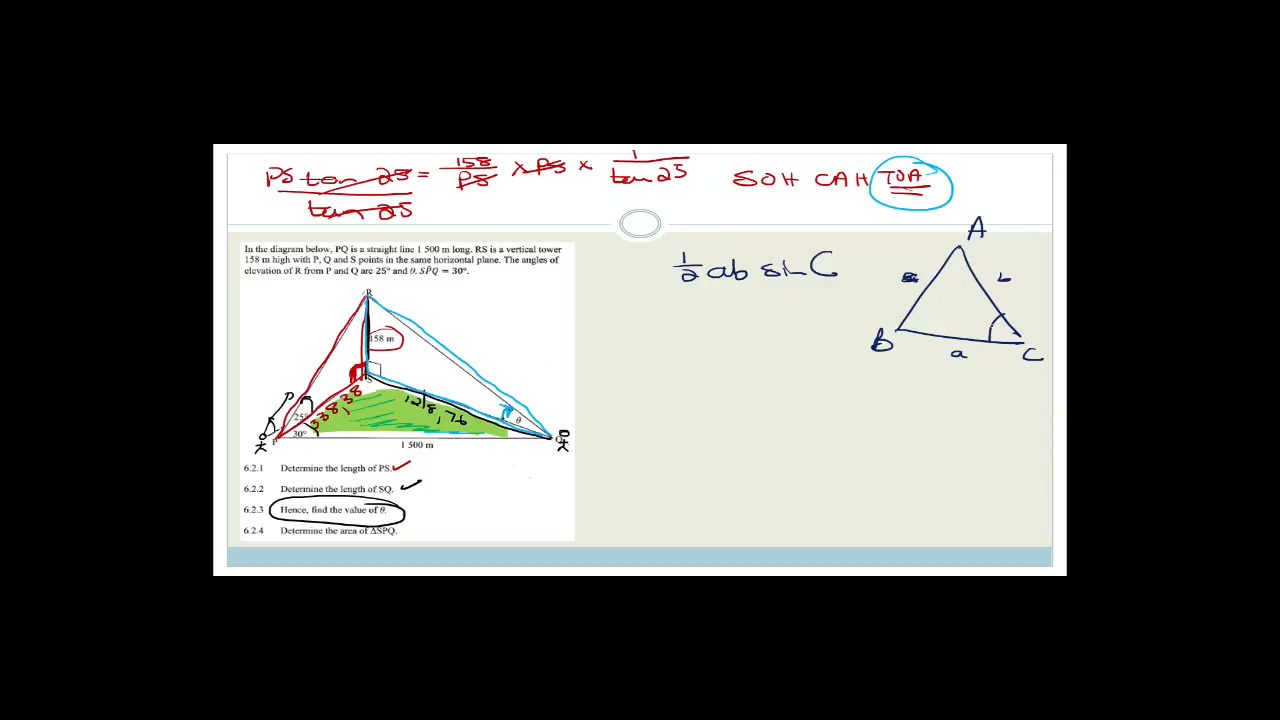 PS tan 25 = 158/PS × PS × 1/tan 25
tan 25
SOH CAH TOA
In the diagram below, PQ is a straight line 1 500 m long. RS is a vertical tower
158 m high with P, Q and S points in the same horizontal plane. The angles of
elevation of R from P and Q are 25° and θ. SP̂Q = 30°.
½ ab sin C
A
b
B
a
C
R
158 m
S
P
25°
338,38
1218,76
θ
30°
P
Q
1 500 m
6.2.1 Determine the length of PS.
6.2.2 Determine the length of SQ.
6.2.3 Hence, find the value of θ.
6.2.4 Determine the area of ΔSPQ.